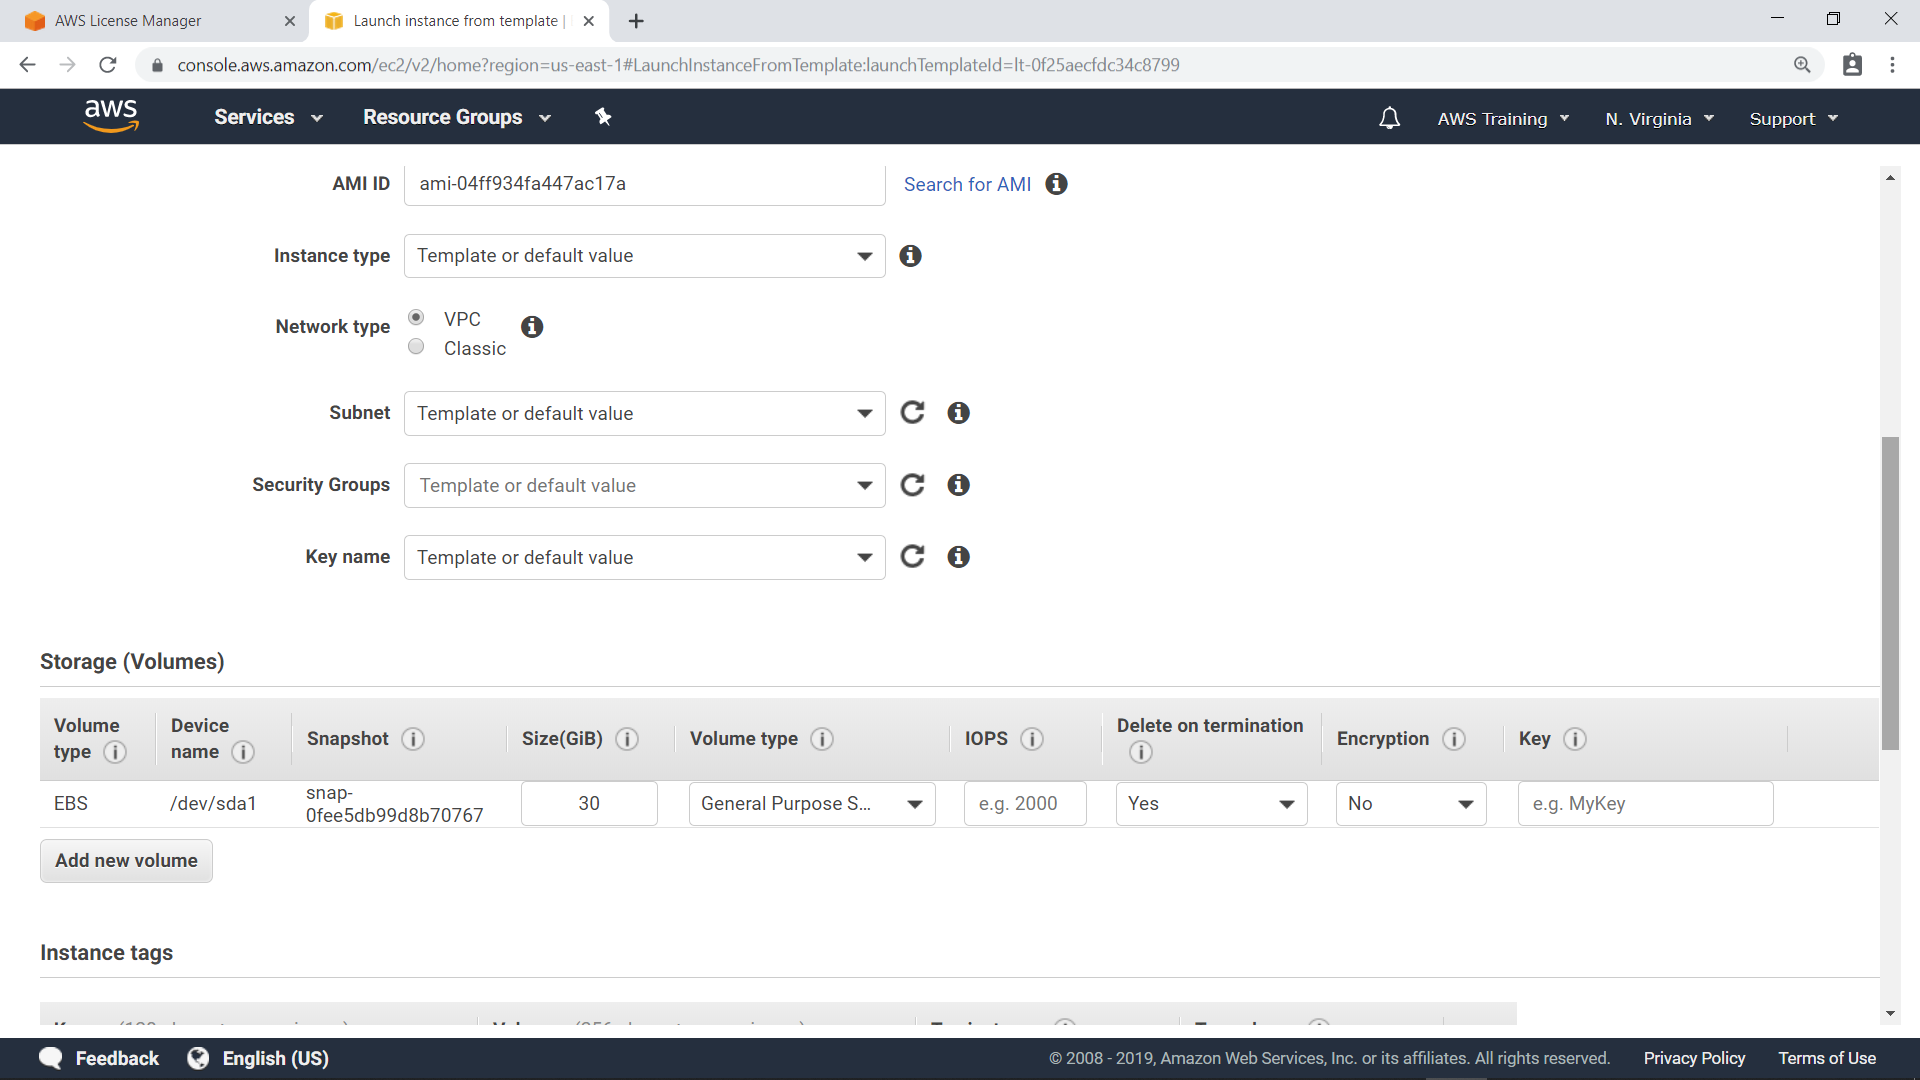 AWS License Manager
Launch instance from template |
console.aws.amazon.com/ec2/v2/home?region=us-east-1#LaunchInstanceFromTemplate:launchTemplateId=lt-0f25aecfdc34c8799
aws Services Resource Groups AWS Training N. Virginia Support
AMI ID ami-04ff934fa447ac17a Search for AMI
Instance type Template or default value
Network type VPC
Classic
Subnet Template or default value
Security Groups Template or default value
Key name Template or default value
Storage (Volumes)
Volume type Device name Snapshot Size(GiB) Volume type IOPS Delete on termination Encryption Key
EBS /dev/sda1 snap-0fee5db99d8b70767 30 General Purpose S... e.g. 2000 Yes No e.g. MyKey
Add new volume
Instance tags
Feedback English (US) © 2008 - 2019, Amazon Web Services, Inc. or its affiliates. All rights reserved. Privacy Policy Terms of Use